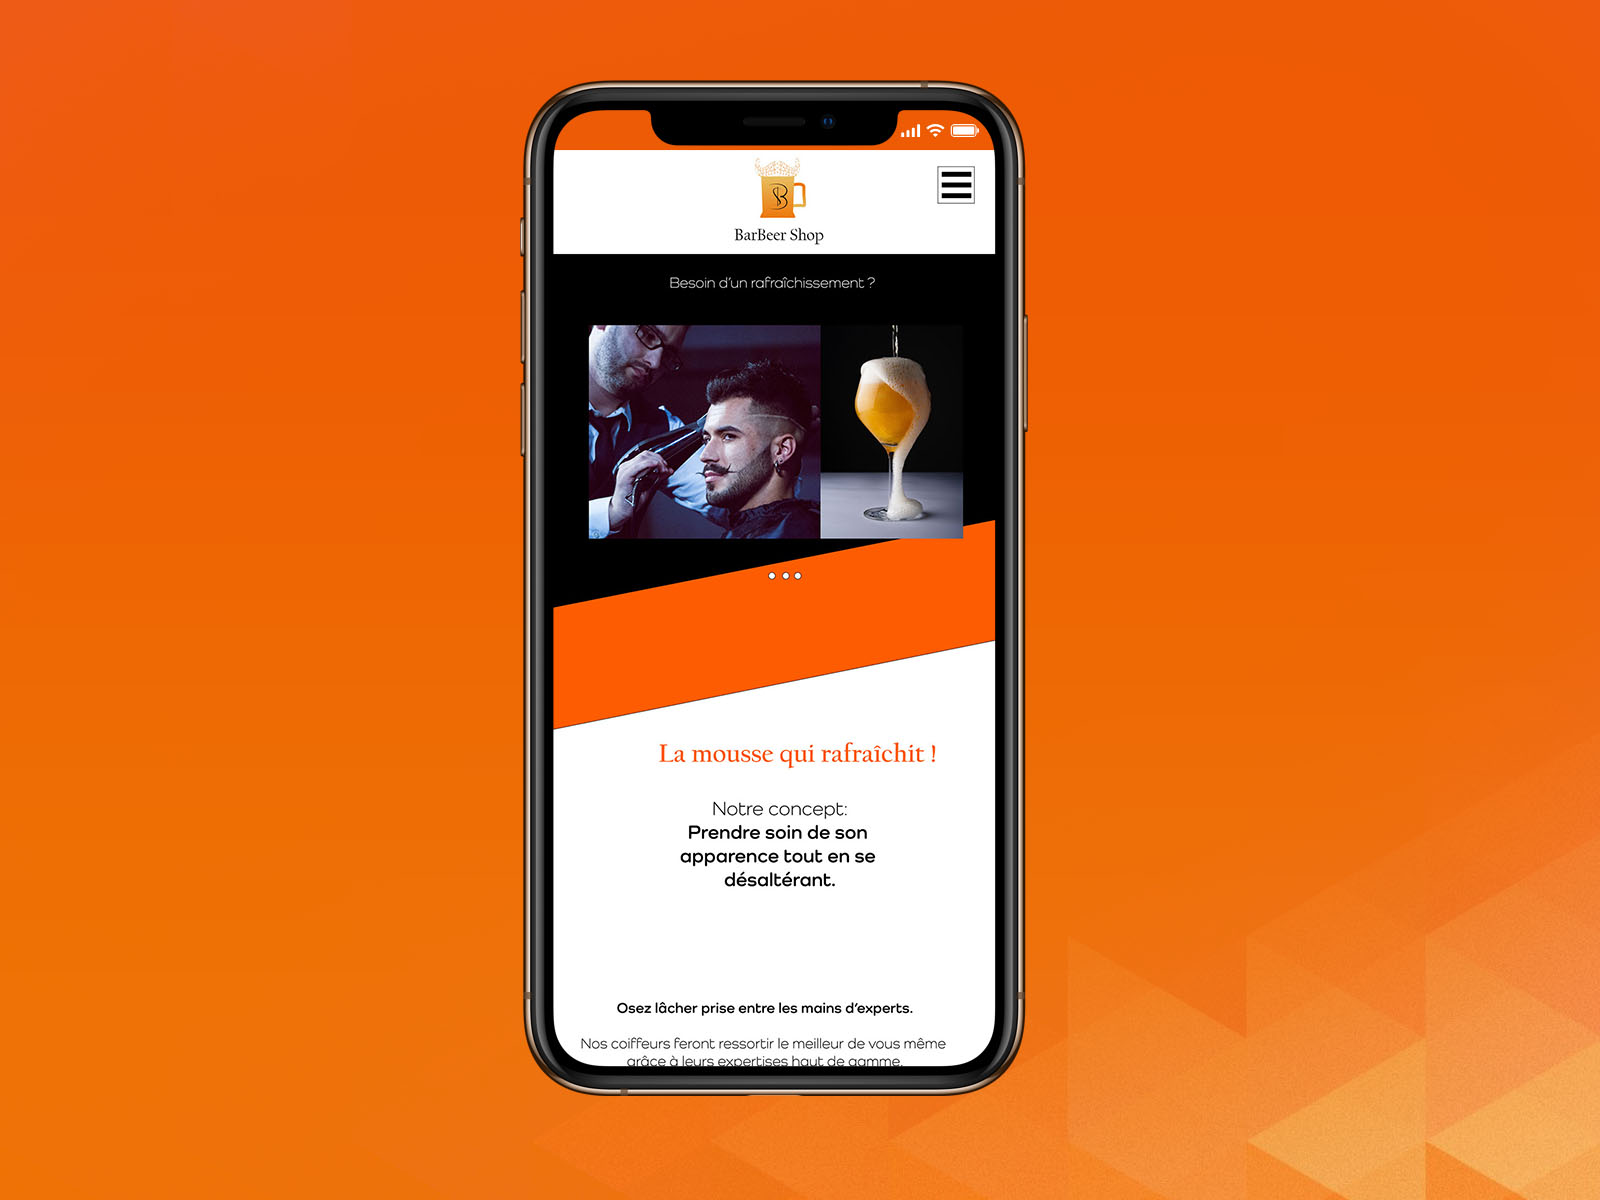 B
BarBeer Shop
Besoin d'un rafraîchissement ?
La mousse qui rafraîchit !
Notre concept:
Prendre soin de son
apparence tout en se
désaltérant.
Osez lâcher prise entre les mains d'experts.
Nos coiffeurs feront ressortir le meilleur de vous même
grâce à leurs expertises haut de gamme.